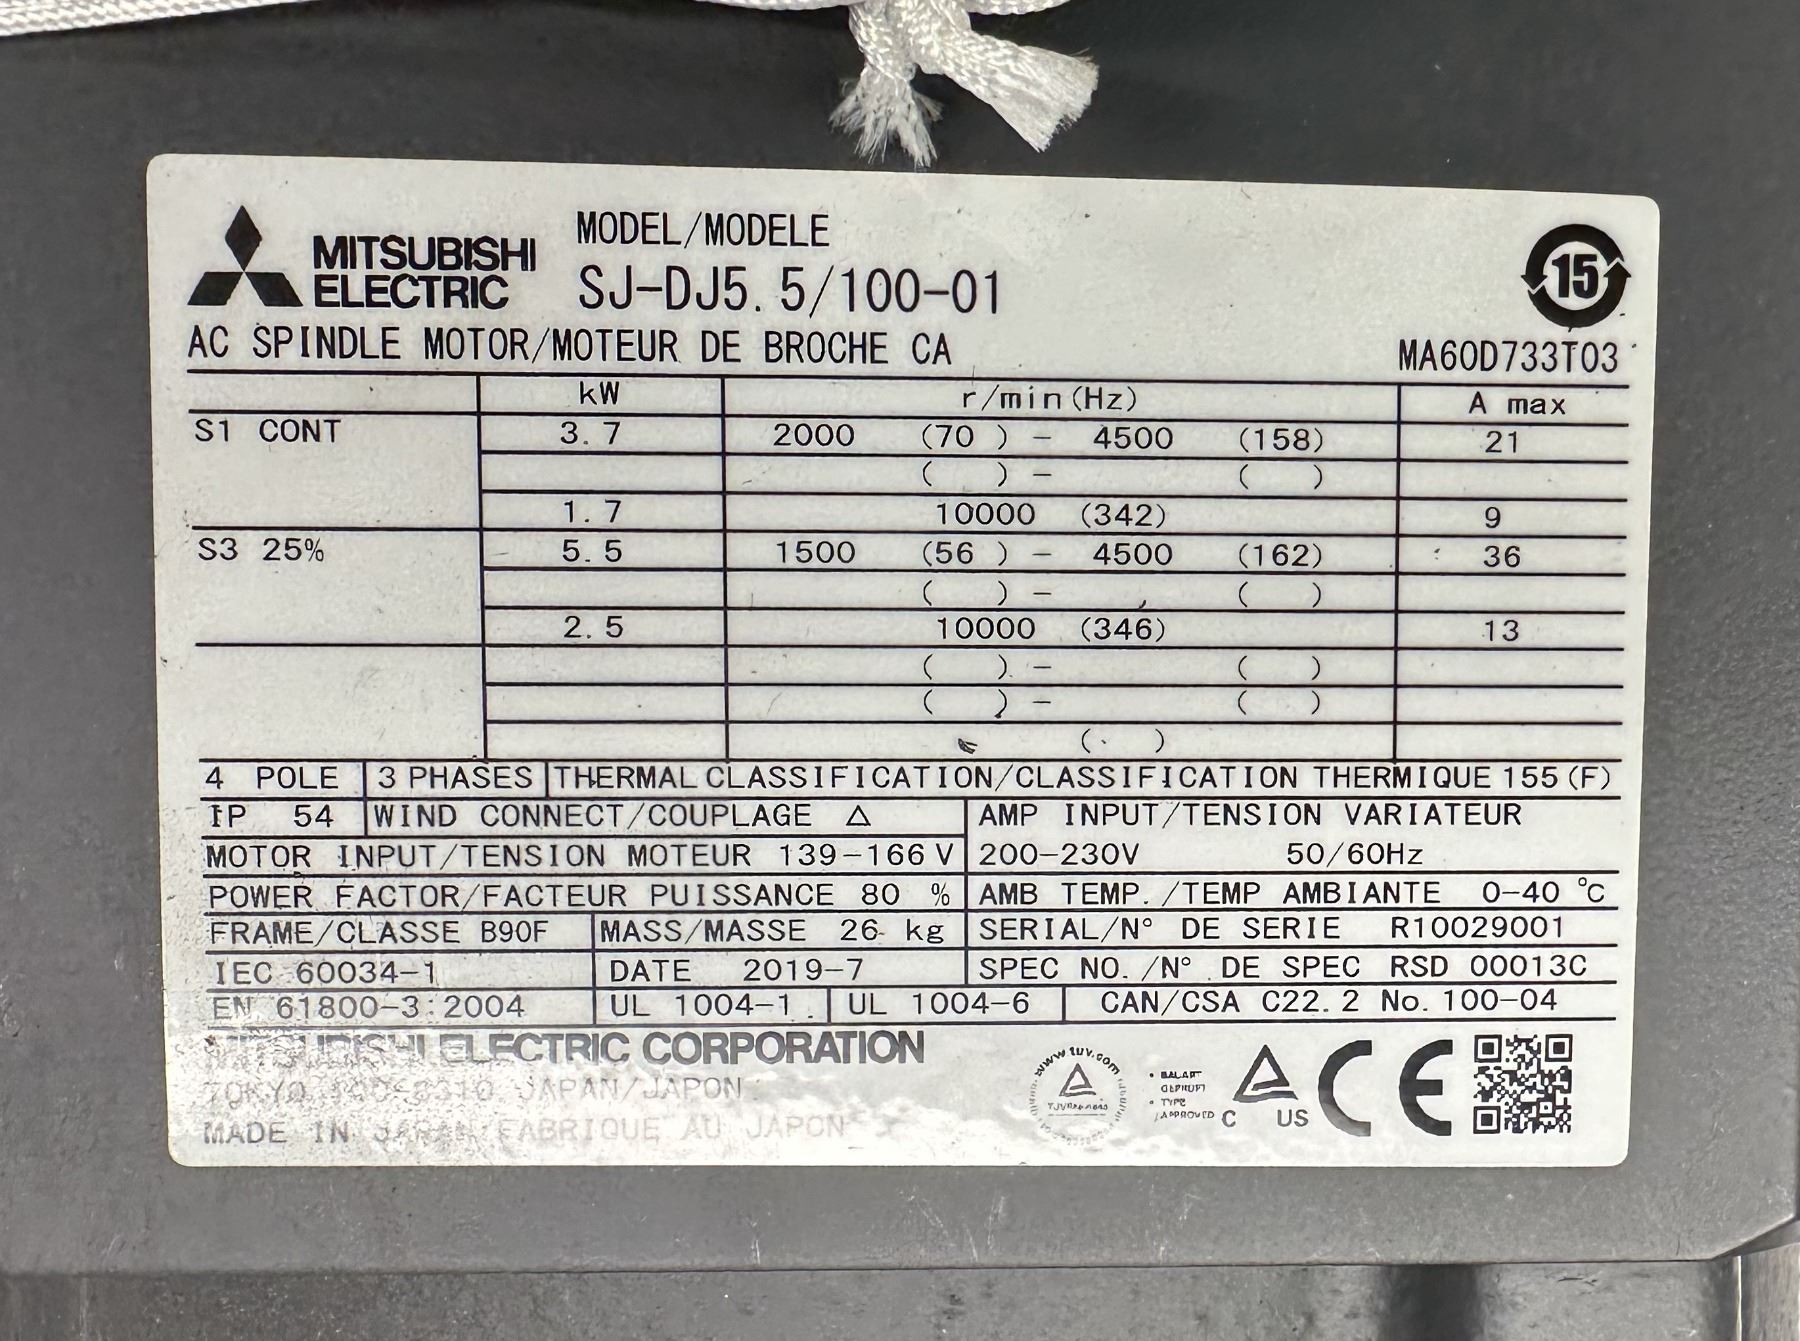 MITSUBISHI ELECTRIC
MODEL/MODELE
SJ-DJ5.5/100-01
15
AC SPINDLE MOTOR/MOTEUR DE BROCHE CA
MA60D733T03
kW r/min(Hz) A max
S1 CONT 3.7 2000 (70 ) - 4500 (158) 21
( ) - ( )
1.7 10000 (342) 9
S3 25% 5.5 1500 (56 ) - 4500 (162) 36
( ) - ( )
2.5 10000 (346) 13
( ) - ( )
( ) - ( )
( )
4 POLE 3 PHASES THERMAL CLASSIFICATION/CLASSIFICATION THERMIQUE 155(F)
IP 54 WIND CONNECT/COUPLAGE △ AMP INPUT/TENSION VARIATEUR
MOTOR INPUT/TENSION MOTEUR 139-166 V 200-230V 50/60Hz
POWER FACTOR/FACTEUR PUISSANCE 80 % AMB TEMP./TEMP AMBIANTE 0-40 ℃
FRAME/CLASSE B90F MASS/MASSE 26 kg SERIAL/N° DE SERIE R10029001
IEC 60034-1 DATE 2019-7 SPEC NO./N° DE SPEC RSD 00013C
EN 61800-3:2004 UL 1004-1 UL 1004-6 CAN/CSA C22.2 No.100-04
MITSUBISHI ELECTRIC CORPORATION
TOKYO JAPAN/JAPON
MADE IN JAPAN/FABRIQUE AU JAPON
www.tuv.com
TYPE
APPROVED
C US
CE